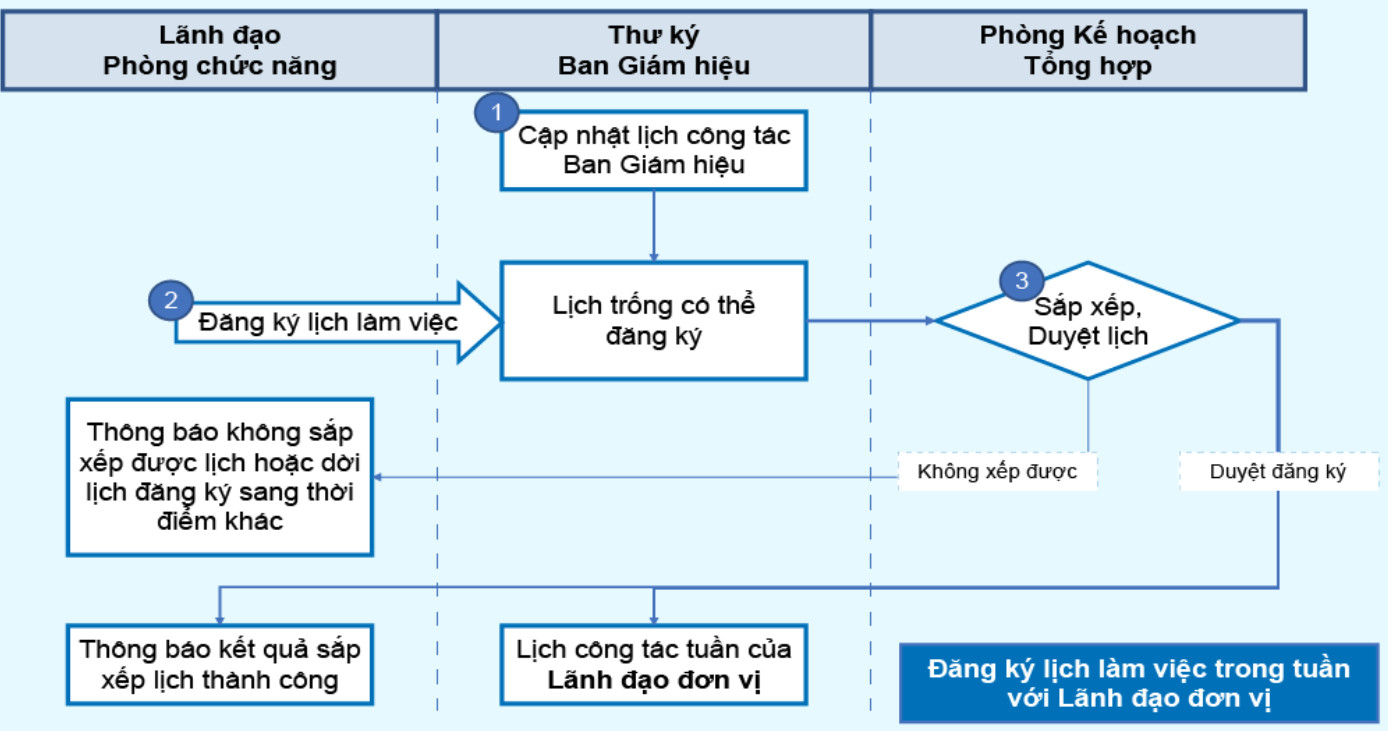 Lãnh đạo
Phòng chức năng
Thư ký
Ban Giám hiệu
Phòng Kế hoạch
Tổng hợp
1
Cập nhật lịch công tác
Ban Giám hiệu
2
Đăng ký lịch làm việc
Lịch trống có thể
đăng ký
3
Sắp xếp,
Duyệt lịch
Thông báo không sắp
xếp được lịch hoặc dời
lịch đăng ký sang thời
điểm khác
Không xếp được
Duyệt đăng ký
Thông báo kết quả sắp
xếp lịch thành công
Lịch công tác tuần của
Lãnh đạo đơn vị
Đăng ký lịch làm việc trong tuần
với Lãnh đạo đơn vị